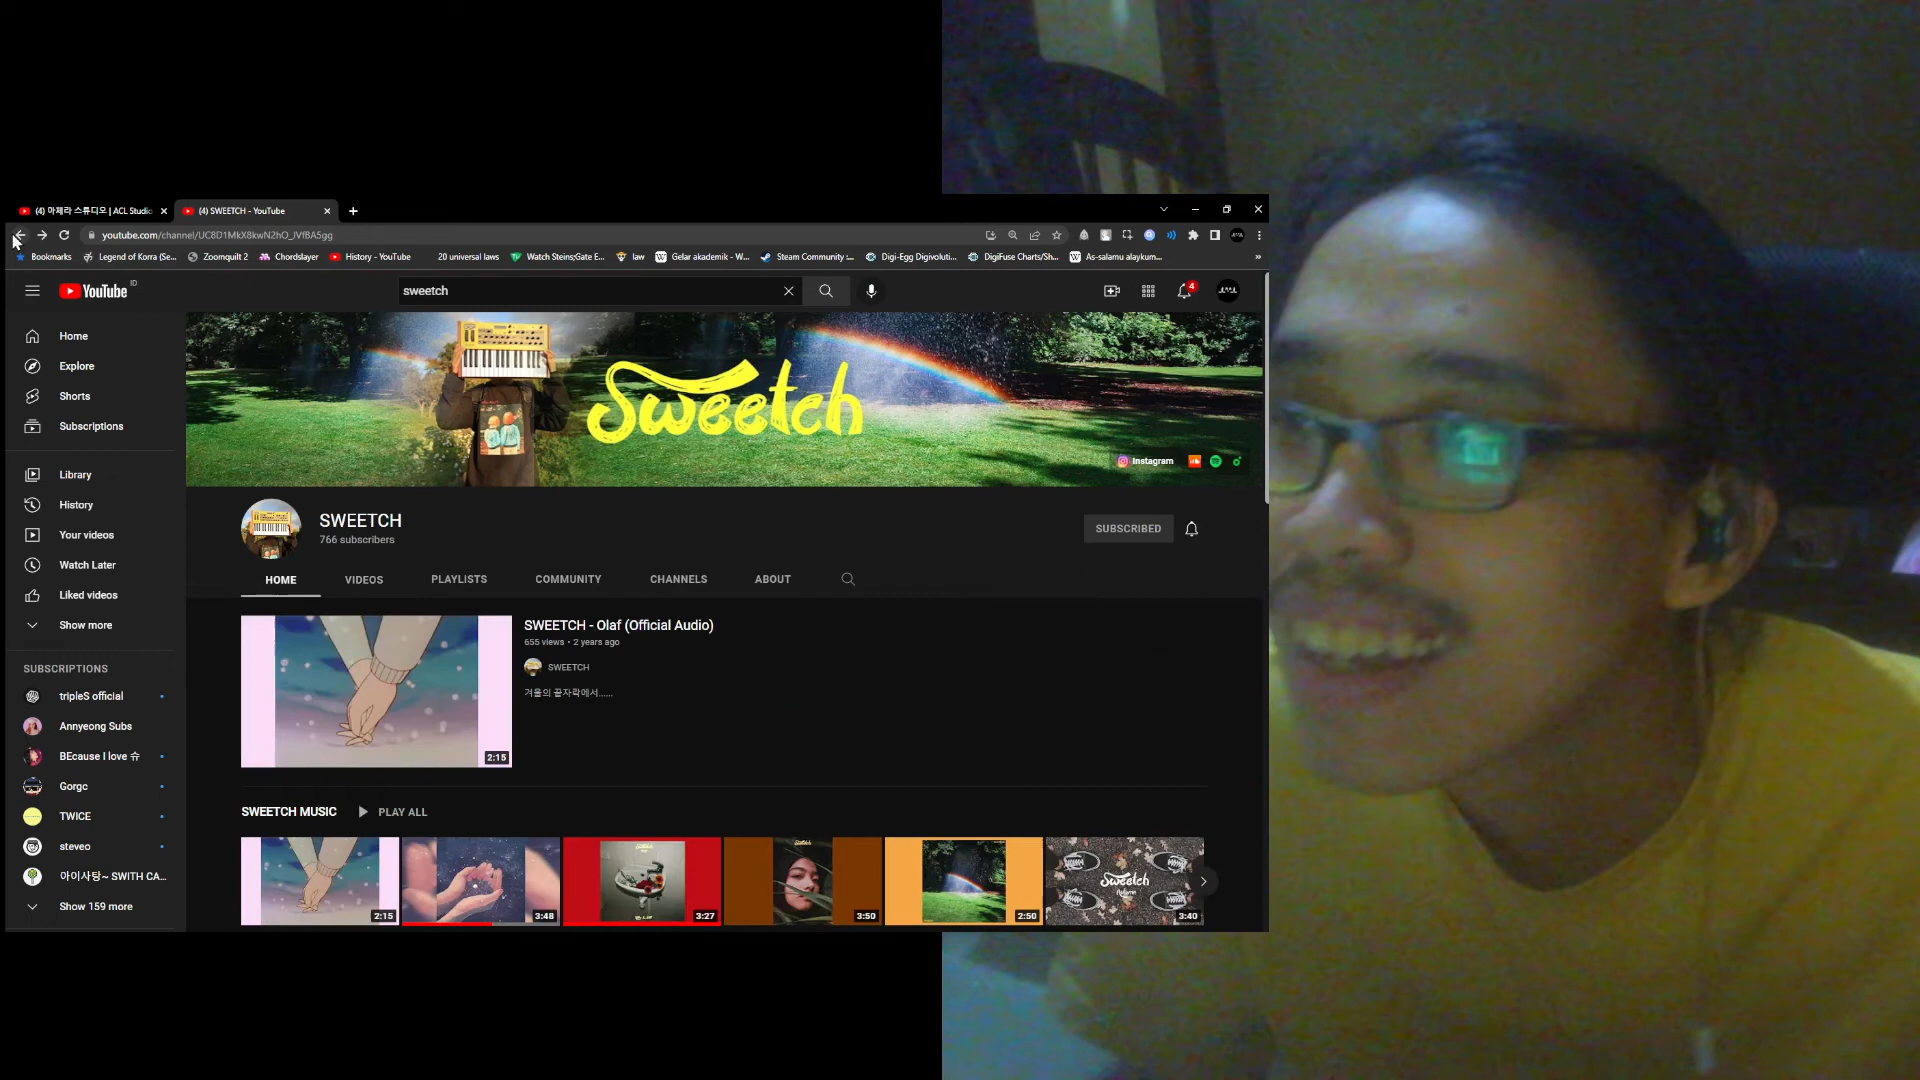 (4) 아제라 스튜디오 | ACL Studio
(4) SWEETCH - YouTube
youtube.com/channel/UC8D1MkX8kwN2hO_JVfBA5gg
Bookmarks
Legend of Korra (Se...
Zoomquilt 2
Chordslayer
History - YouTube
20 universal laws
Watch Steins;Gate E...
law
Gelar akademik - W...
Steam Community :...
Digi-Egg Digivoluti...
DigiFuse Charts/Sh...
As-salamu alaykum...
YouTube ID
sweetch
4
Home
Explore
Shorts
Subscriptions
Library
History
Your videos
Watch Later
Liked videos
Show more
SUBSCRIPTIONS
tripleS official
Annyeong Subs
BEcause I love 슈
Gorgc
TWICE
steveo
아이사탕~ SWITH CA...
Show 159 more
Sweetch
Instagram
SWEETCH
766 subscribers
SUBSCRIBED
HOME
VIDEOS
PLAYLISTS
COMMUNITY
CHANNELS
ABOUT
SWEETCH - Olaf (Official Audio)
655 views • 2 years ago
SWEETCH
겨울의 끝자락에서......
2:15
SWEETCH MUSIC
PLAY ALL
2:15
3:48
3:27
3:50
2:50
Sweetch
3:40